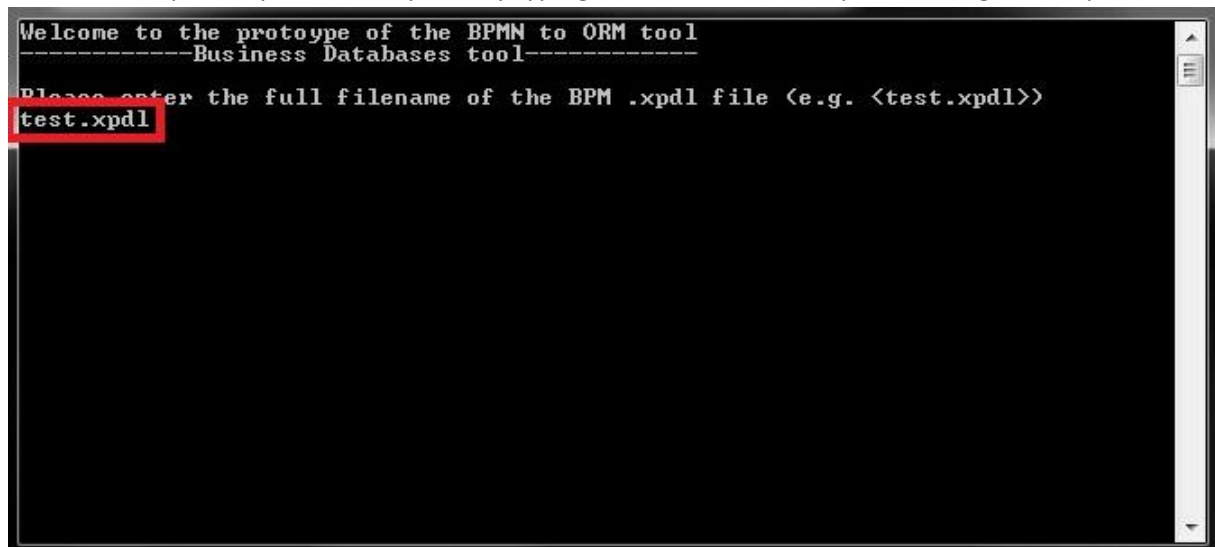 Welcome to the protoype of the BPMN to ORM tool
-------------Business Databases tool-------------
Please enter the full filename of the BPM .xpdl file (e.g. <test.xpdl>)
test.xpdl